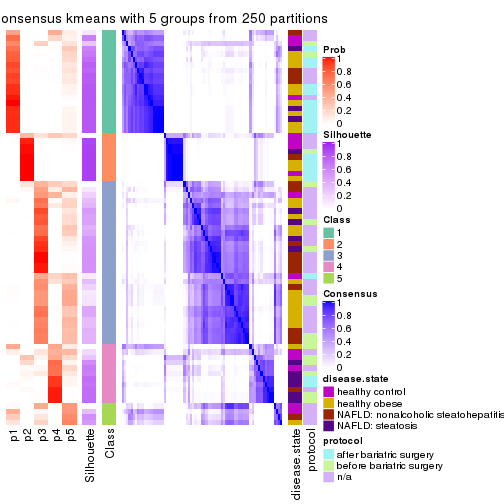 onsensus kmeans with 5 groups from 250 partitions
Prob
1
0.8
0.6
0.4
0.2
0
Silhouette
1
0.8
0.6
0.4
0.2
0
Class
1
2
3
4
5
Consensus
1
0.8
0.6
0.4
0.2
0
disease.state
healthy control
healthy obese
NAFLD: nonalcoholic steatohepatitis
NAFLD: steatosis
protocol
after bariatric surgery
before bariatric surgery
n/a
p1
p2
p3
p4
p5
Silhouette
Class
disease.state
protocol